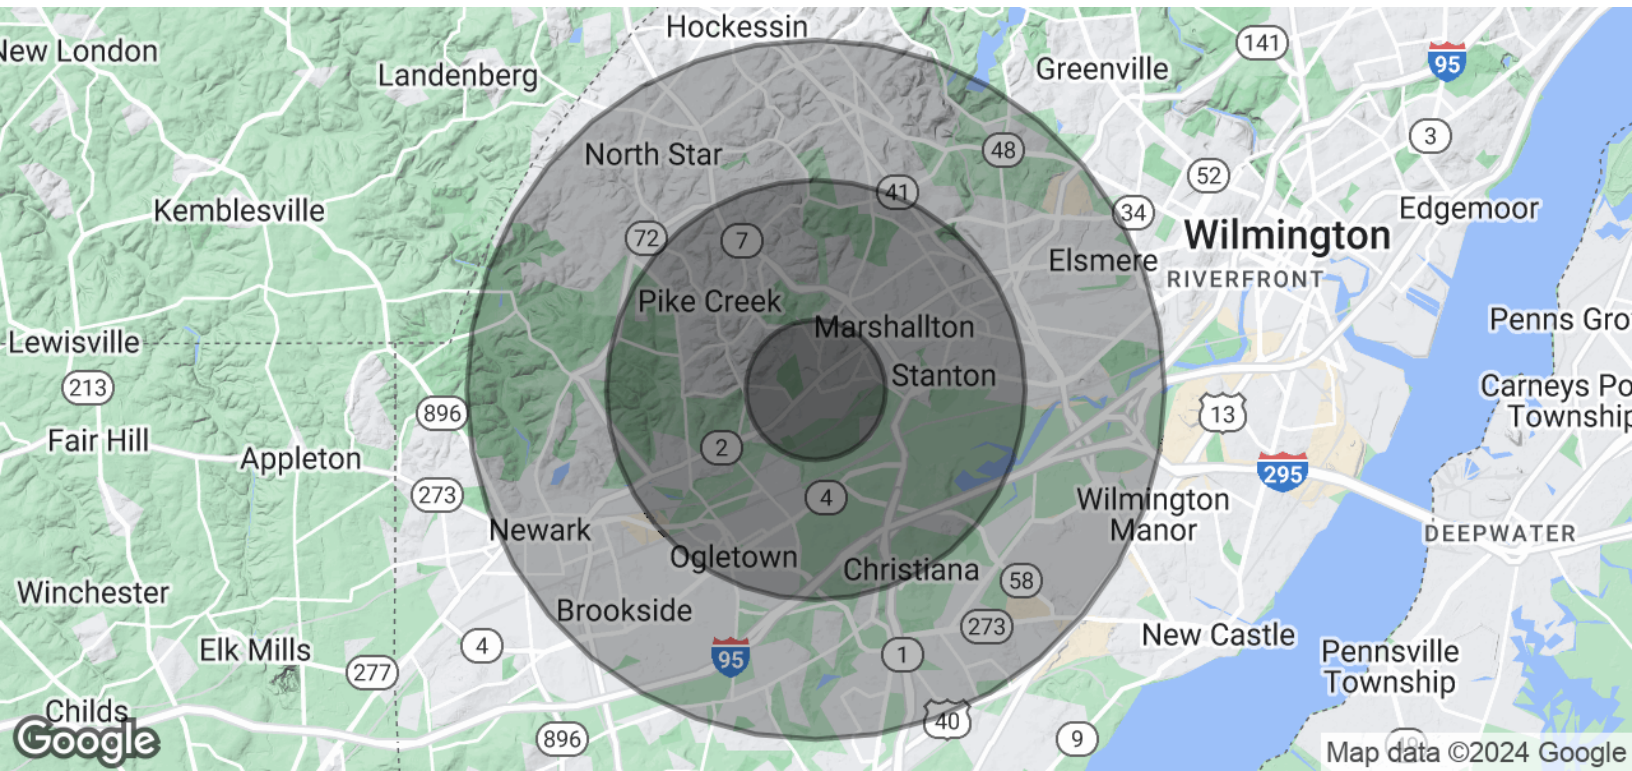 Hockessin
141
New London
95
Landenberg
Greenville
3
48
North Star
52
41
Kemblesville
34
Edgemoor
Wilmington
72
7
Elsmere
RIVERFRONT
Pike Creek
Marshallton
Penns Gro
Lewisville
Stanton
213
Carneys Po
Township
896
13
Fair Hill
2
Appleton
295
273
4
Wilmington
Manor
Newark
DEEPWATER
Ogletown
Christiana
58
Winchester
Brookside
273
New Castle
Elk Mills
4
95
1
Pennsville
Township
277
Childs
40
896
9
Google
Map data ©2024 Google